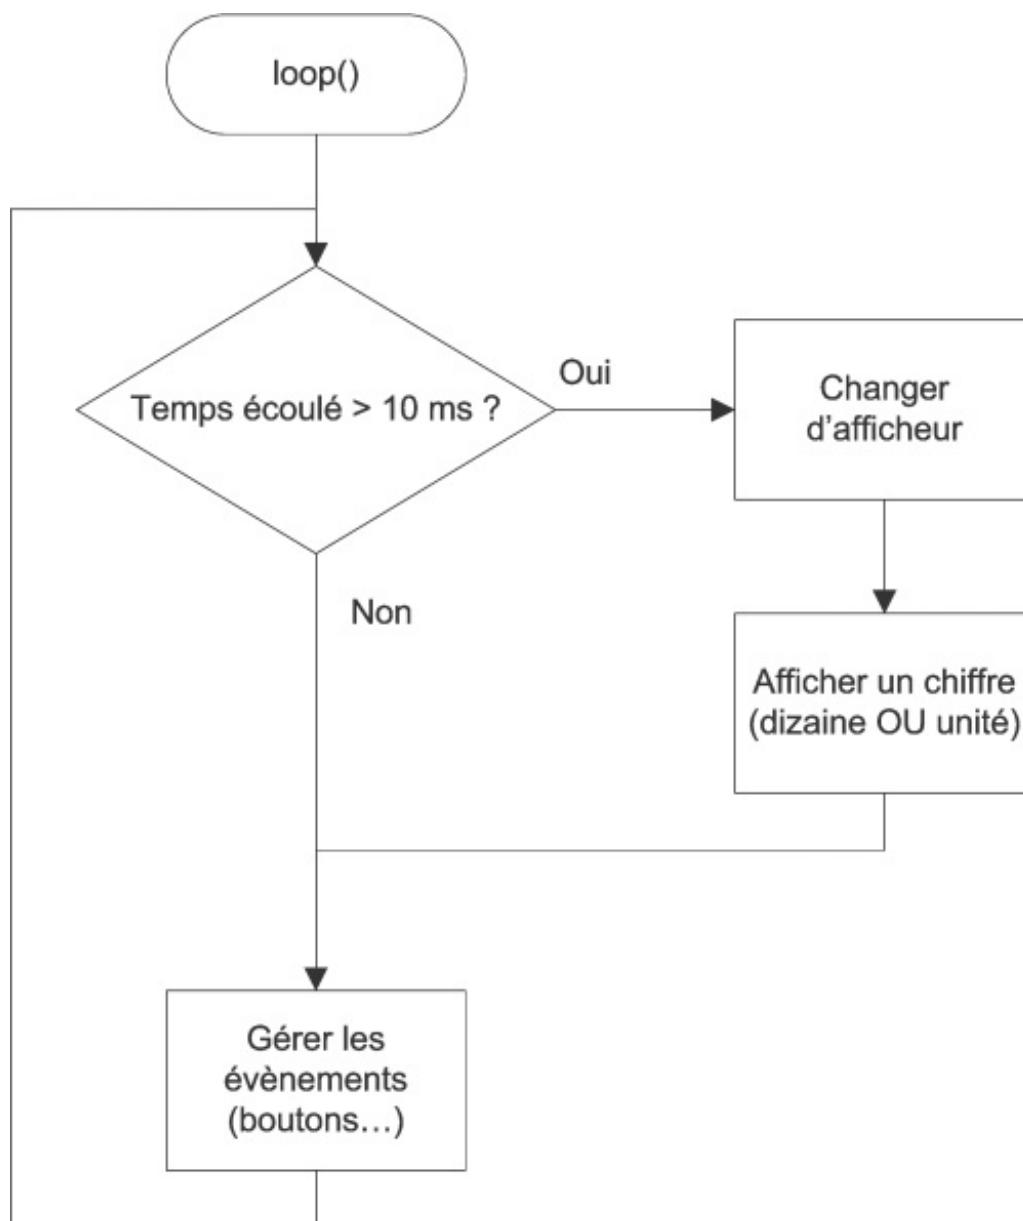 loop()
Temps écoulé > 10 ms ?
Oui
Changer
d'afficheur
Non
Afficher un chiffre
(dizaine OU unité)
Gérer les
évènements
(boutons…)